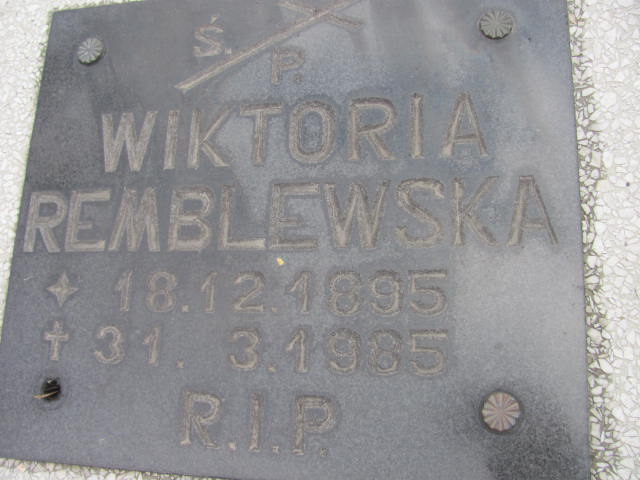 Ś. P.
WIKTORIA
REMBLEWSKA
18.12.1895
31. 3.1985
R.I.P.